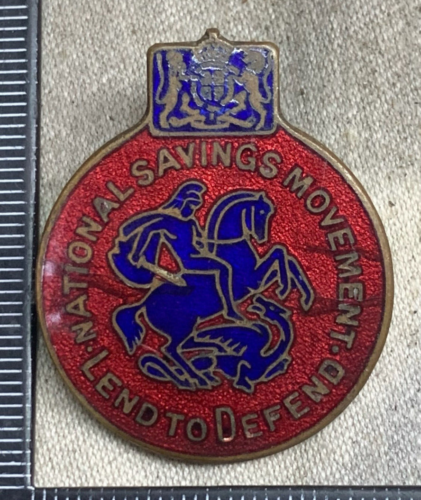 NATIONAL SAVINGS MOVEMENT
LEND TO DEFEND